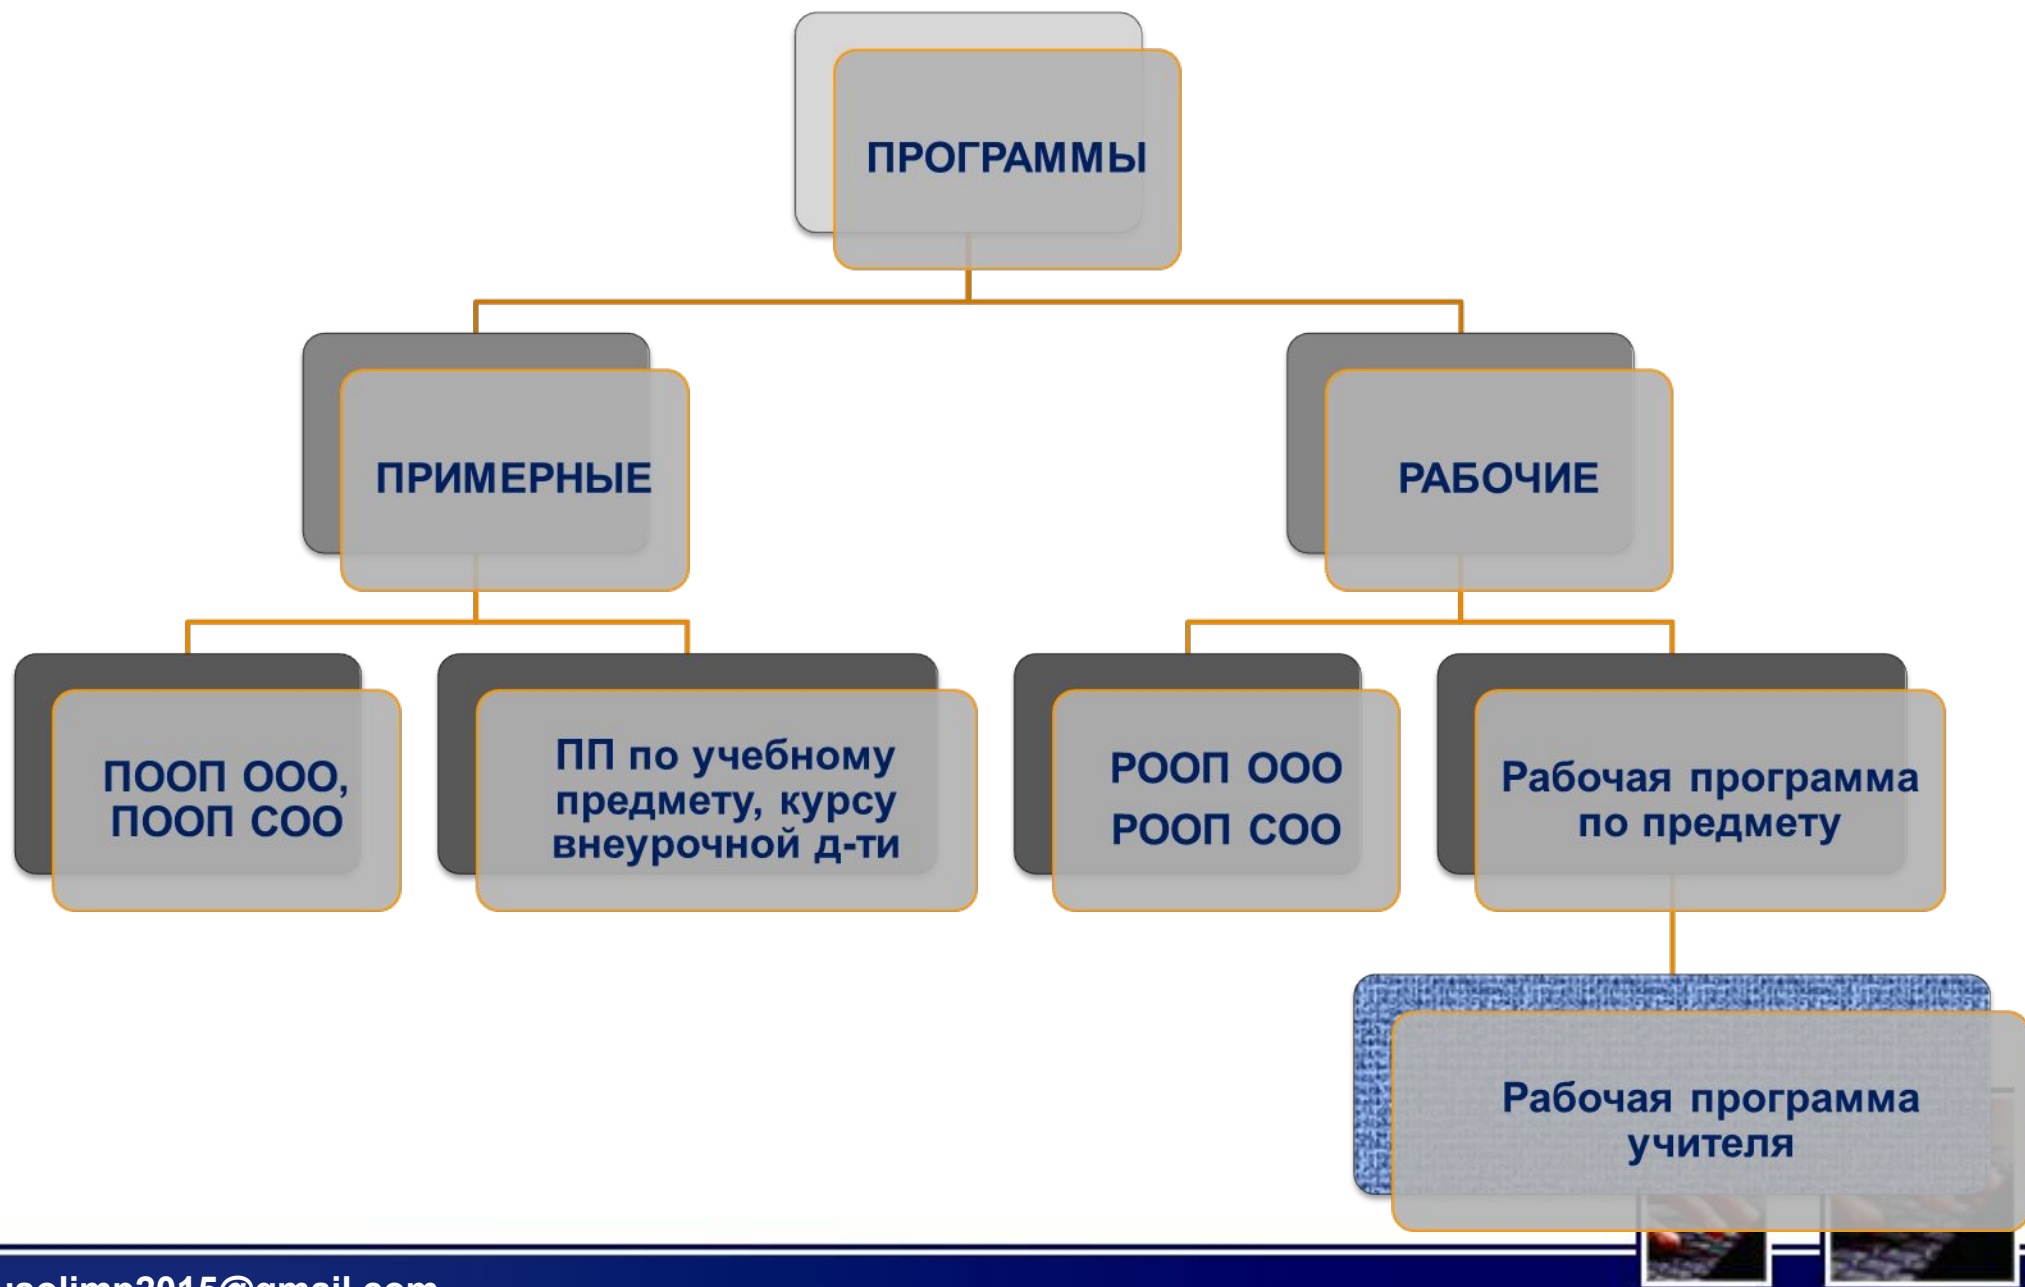 ПРОГРАММЫ
ПРИМЕРНЫЕ
РАБОЧИЕ
ПООП ООО,
ПООП СОО
ПП по учебному
предмету, курсу
внеурочной д-ти
РООП ООО
РООП СОО
Рабочая программа
по предмету
Рабочая программа
учителя